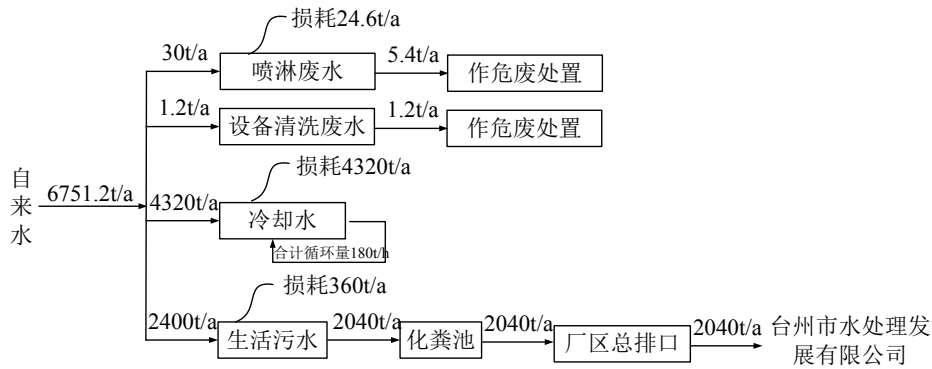 损耗24.6t/a
30t/a
喷淋废水
5.4t/a
作危废处置
1.2t/a
设备清洗废水
1.2t/a
作危废处置
自来水
6751.2t/a
损耗4320t/a
4320t/a
冷却水
合计循环量180t/h
损耗360t/a
2400t/a
生活污水
2040t/a
化粪池
2040t/a
厂区总排口
2040t/a
台州市水处理发
展有限公司